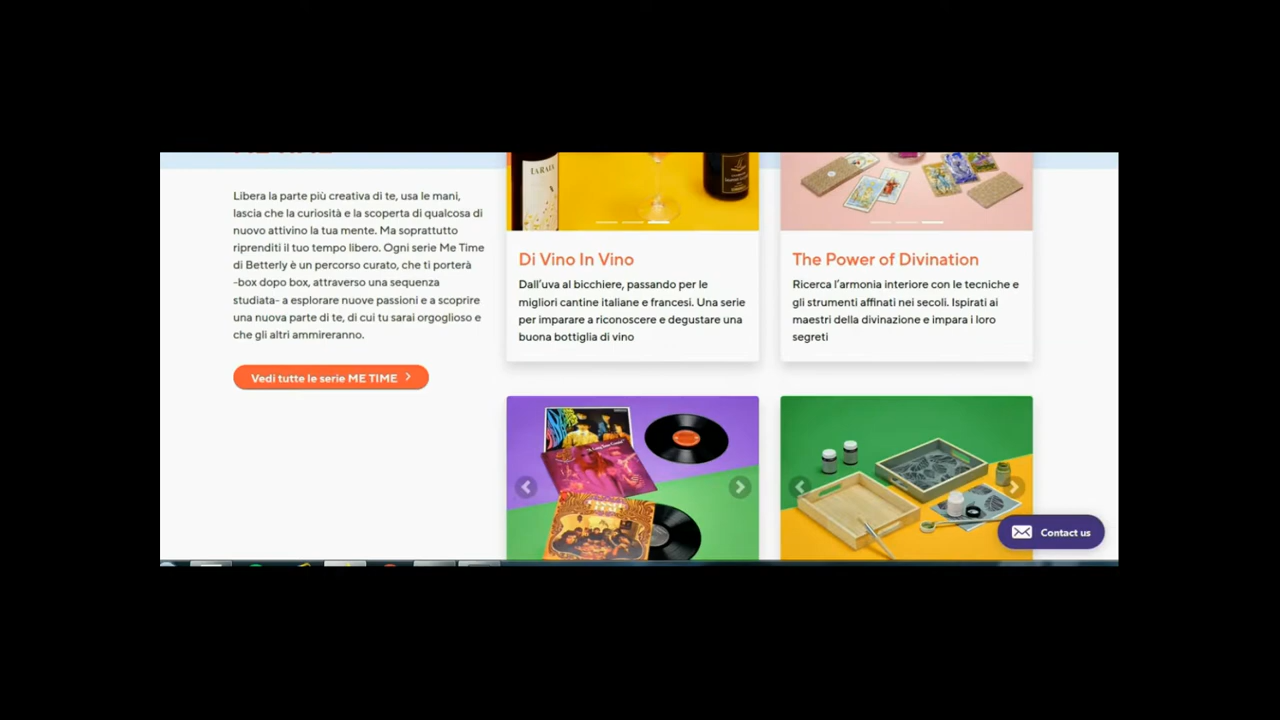 Libera la parte più creativa di te, usa le mani,
lascia che la curiosità e la scoperta di qualcosa di
nuovo attivino la tua mente. Ma soprattutto
riprenditi il tuo tempo libero. Ogni serie Me Time
di Betterly è un percorso curato, che ti porterà
-box dopo box, attraverso una sequenza
studiata- a esplorare nuove passioni e a scoprire
una nuova parte di te, di cui tu sarai orgoglioso e
che gli altri ammireranno.
Vedi tutte le serie ME TIME
Di Vino In Vino
Dall'uva al bicchiere, passando per le
migliori cantine italiane e francesi. Una serie
per imparare a riconoscere e degustare una
buona bottiglia di vino
The Power of Divination
Ricerca l'armonia interiore con le tecniche e
gli strumenti affinati nei secoli. Ispirati ai
maestri della divinazione e impara i loro
segreti
Contact us